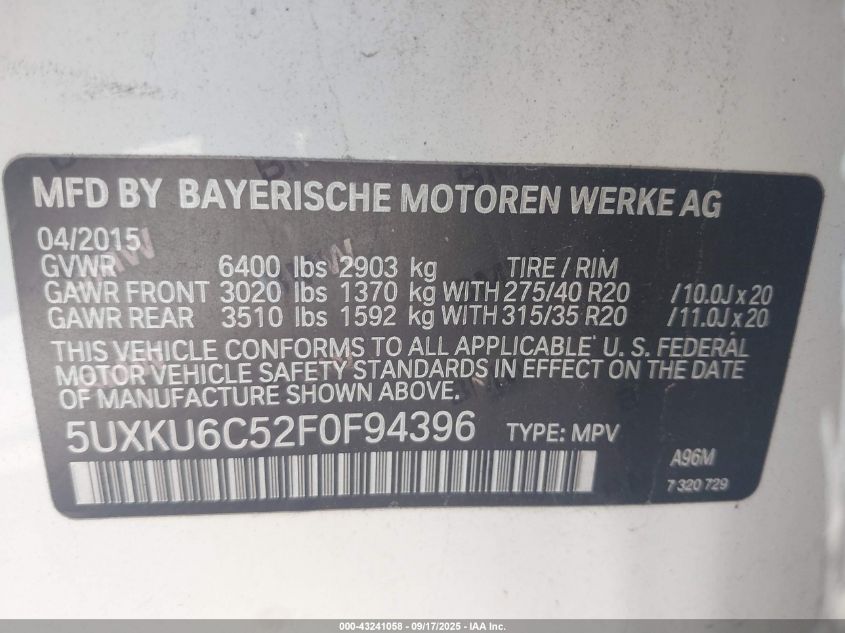 MFD BY BAYERISCHE MOTOREN WERKE AG
04/2015
GVWR 6400 lbs 2903 kg TIRE / RIM
GAWR FRONT 3020 lbs 1370 kg WITH 275/40 R20 /10.0J x 20
GAWR REAR 3510 lbs 1592 kg WITH 315/35 R20 /11.0J x 20
THIS VEHICLE CONFORMS TO ALL APPLICABLE U. S. FEDERAL
MOTOR VEHICLE SAFETY STANDARDS IN EFFECT ON THE DATE
OF MANUFACTURE SHOWN ABOVE.
5UXKU6C52F0F94396 TYPE: MPV
A96M
7 320 729
000-43241058 - 09/17/2025 - IAA Inc.